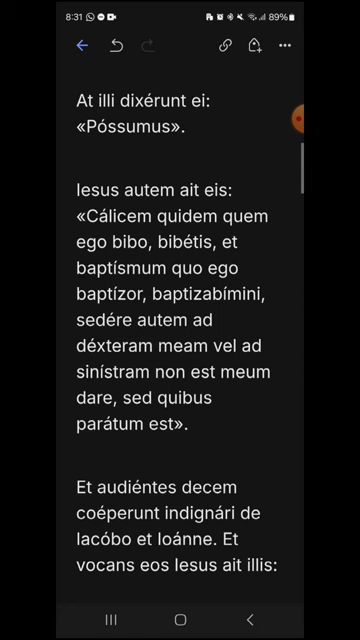 8:31
89%
At illi dixérunt ei:
«Póssumus».
Iesus autem ait eis:
«Cálicem quidem quem
ego bibo, bibétis, et
baptísmum quo ego
baptízor, baptizabímini,
sedére autem ad
déxteram meam vel ad
sinístram non est meum
dare, sed quibus
parátum est».
Et audiéntes decem
coéperunt indignári de
Iacóbo et Ioánne. Et
vocans eos Iesus ait illis: